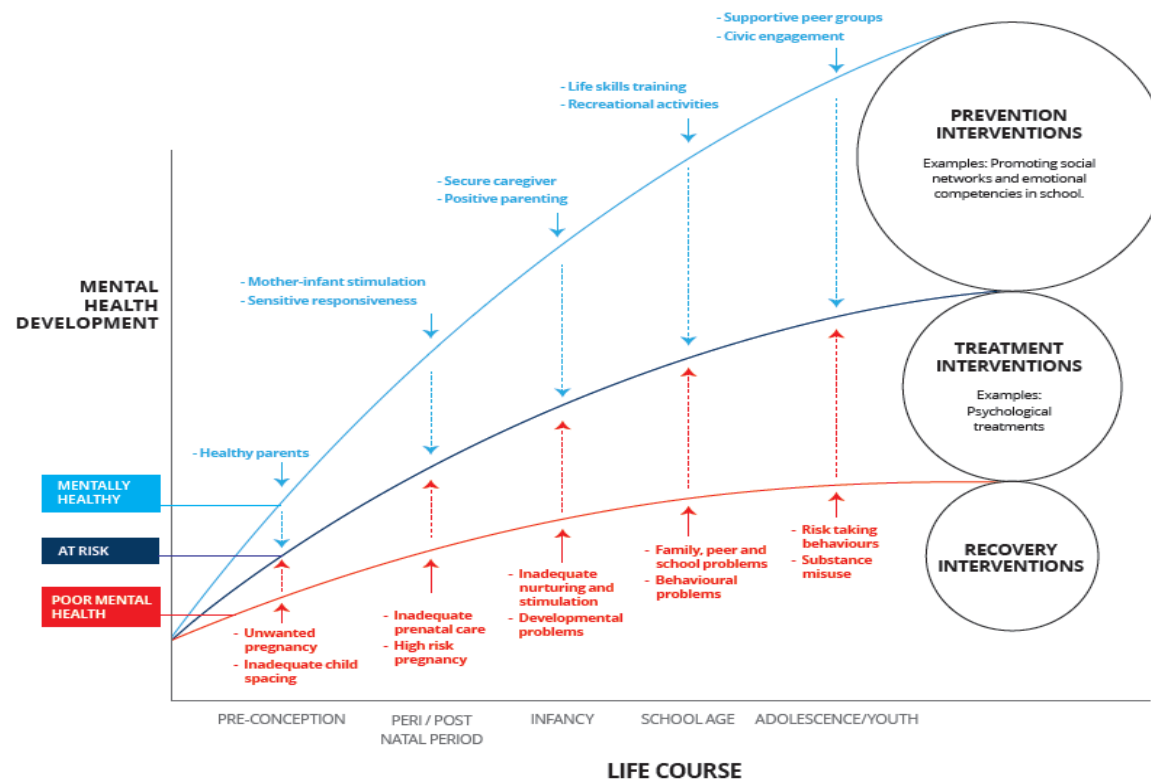 - Supportive peer groups
- Civic engagement
- Life skills training
- Recreational activities
PREVENTION
INTERVENTIONS
Examples: Promoting social
networks and emotional
competencies in school.
- Secure caregiver
- Positive parenting
- Mother-infant stimulation
- Sensitive responsiveness
MENTAL
HEALTH
DEVELOPMENT
TREATMENT
INTERVENTIONS
Examples:
Psychological
treatments
- Healthy parents
MENTALLY
HEALTHY
AT RISK
POOR MENTAL
HEALTH
RECOVERY
INTERVENTIONS
- Unwanted
pregnancy
- Inadequate child
spacing
- Inadequate
prenatal care
- High risk
pregnancy
- Inadequate
nurturing and
stimulation
- Developmental
problems
- Family, peer and
school problems
- Behavioural
problems
- Risk taking
behaviours
- Substance
misuse
PRE-CONCEPTION
PERI / POST
NATAL PERIOD
INFANCY
SCHOOL AGE
ADOLESCENCE/YOUTH
LIFE COURSE